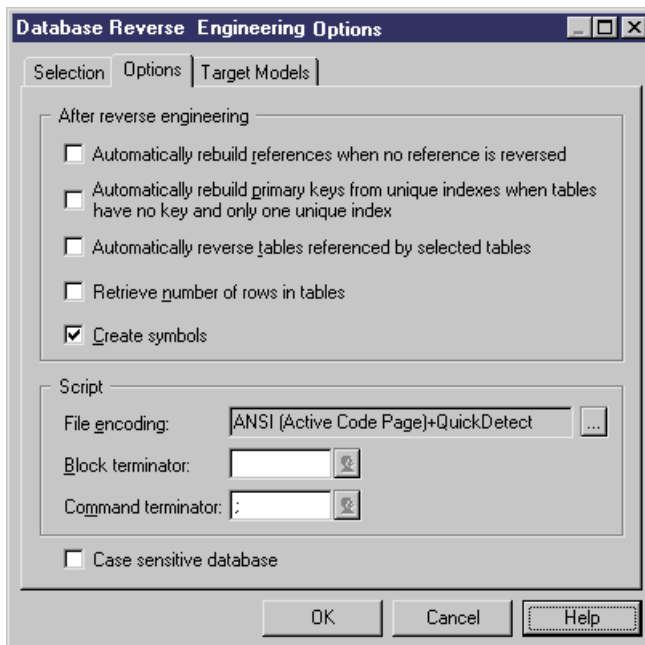 Database Reverse Engineering Options
Selection Options Target Models
After reverse engineering
Automatically rebuild references when no reference is reversed
Automatically rebuild primary keys from unique indexes when tables
have no key and only one unique index
Automatically reverse tables referenced by selected tables
Retrieve number of rows in tables
Create symbols
Script
File encoding: ANSI (Active Code Page)+QuickDetect ...
Block terminator:
Command terminator: ;
Case sensitive database
OK Cancel Help